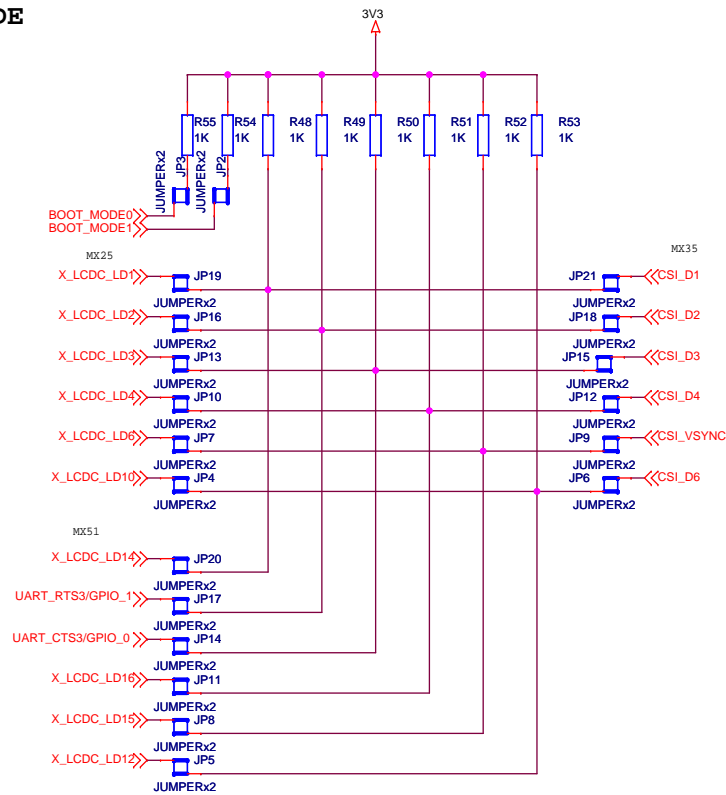 DE
3V3
R55 R54 R48 R49 R50 R51 R52 R53
1K 1K 1K 1K 1K 1K 1K 1K
JUMPERx2
JP3
JUMPERx2
JP2
BOOT_MODE0
BOOT_MODE1
MX25 MX35
X_LCDC_LD1 JP19 JP21 CSI_D1
JUMPERx2 JUMPERx2
X_LCDC_LD2 JP16 JP18 CSI_D2
JUMPERx2 JUMPERx2
X_LCDC_LD3 JP13 JP15 CSI_D3
JUMPERx2 JUMPERx2
X_LCDC_LD4 JP10 JP12 CSI_D4
JUMPERx2 JUMPERx2
X_LCDC_LD6 JP7 JP9 CSI_VSYNC
JUMPERx2 JUMPERx2
X_LCDC_LD10 JP4 JP6 CSI_D6
JUMPERx2 JUMPERx2
MX51
X_LCDC_LD14 JP20
JUMPERx2
UART_RTS3/GPIO_1 JP17
JUMPERx2
UART_CTS3/GPIO_0 JP14
JUMPERx2
X_LCDC_LD16 JP11
JUMPERx2
X_LCDC_LD15 JP8
JUMPERx2
X_LCDC_LD12 JP5
JUMPERx2